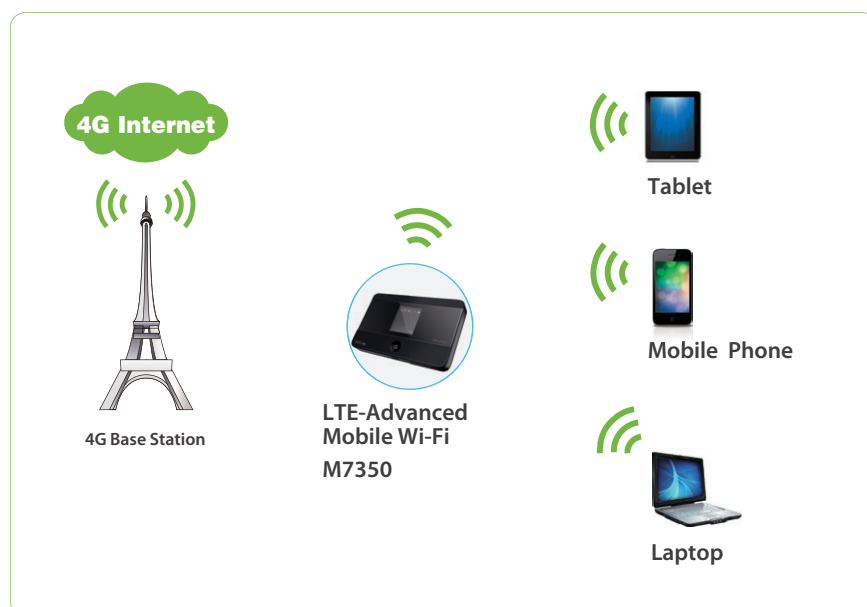 4G Internet
Tablet
Mobile Phone
4G Base Station
LTE-Advanced
Mobile Wi-Fi
M7350
Laptop